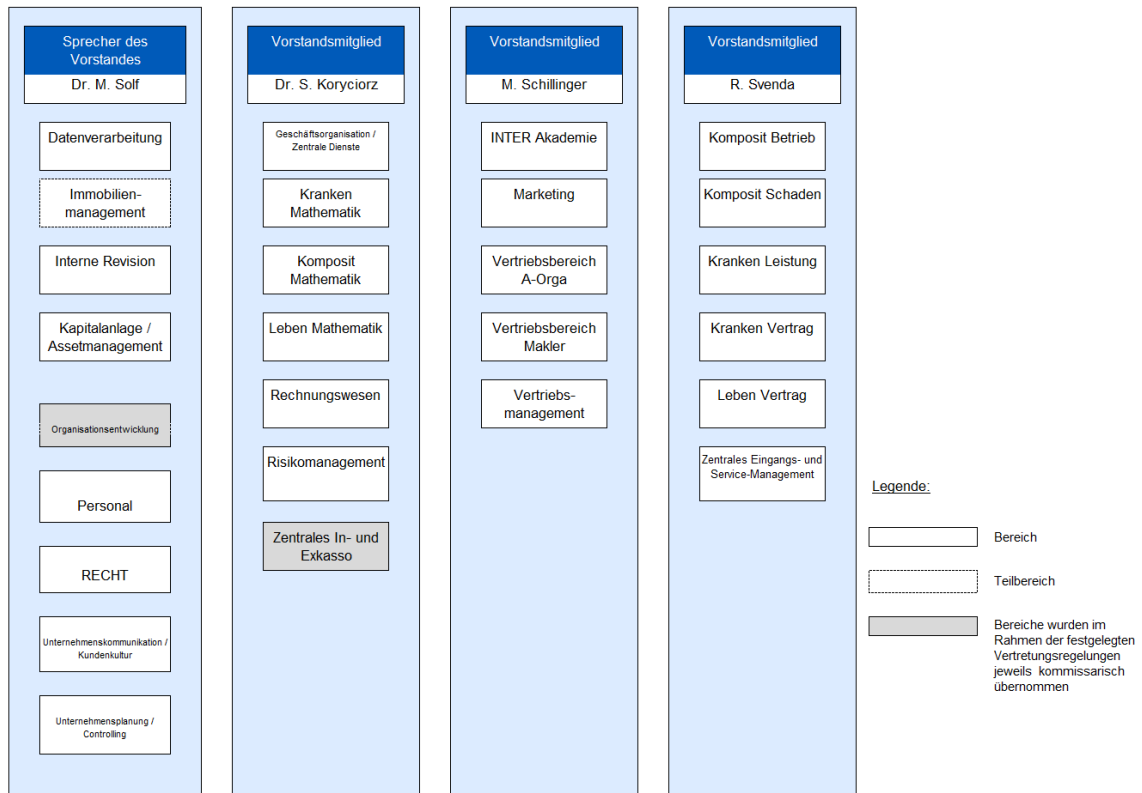 Sprecher des
Vorstandes
Dr. M. Solf
Datenverarbeitung
Immobilien-
management
Interne Revision
Kapitalanlage /
Assetmanagement
Organisationsentwicklung
Personal
RECHT
Unternehmenskommunikation /
Kundenkultur
Unternehmensplanung /
Controlling
Vorstandsmitglied
Dr. S. Koryciorz
Geschäftsorganisation /
Zentrale Dienste
Kranken
Mathematik
Komposit
Mathematik
Leben Mathematik
Rechnungswesen
Risikomanagement
Zentrales In- und
Exkasso
Vorstandsmitglied
M. Schillinger
INTER Akademie
Marketing
Vertriebsbereich
A-Orga
Vertriebsbereich
Makler
Vertriebs-
management
Vorstandsmitglied
R. Svenda
Komposit Betrieb
Komposit Schaden
Kranken Leistung
Kranken Vertrag
Leben Vertrag
Zentrales Eingangs- und
Service-Management
Legende:
Bereich
Teilbereich
Bereiche wurden im
Rahmen der festgelegten
Vertretungsregelungen
jeweils kommissarisch
übernommen